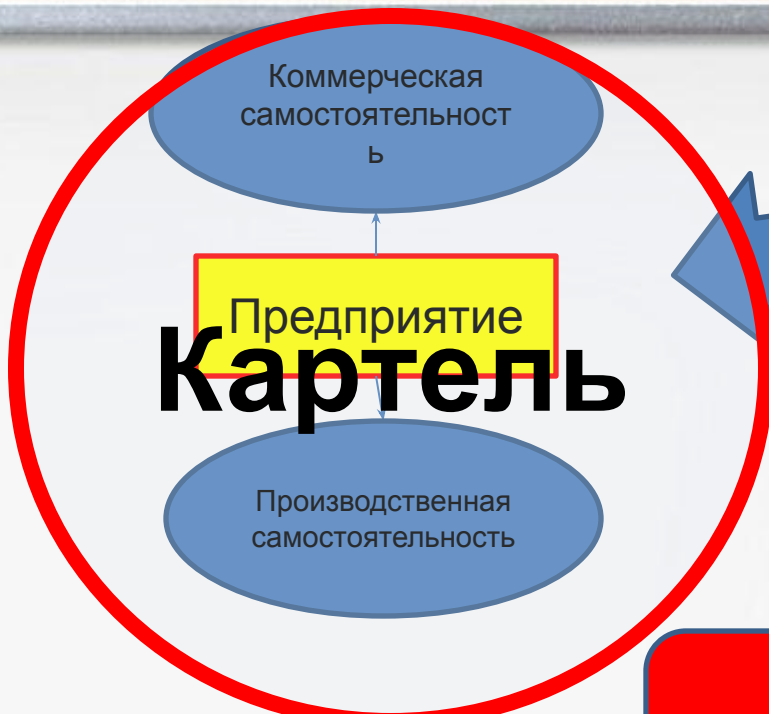 Коммерческая
самостоятельност
ь
Предприятие
Картель
Производственная
самостоятельность